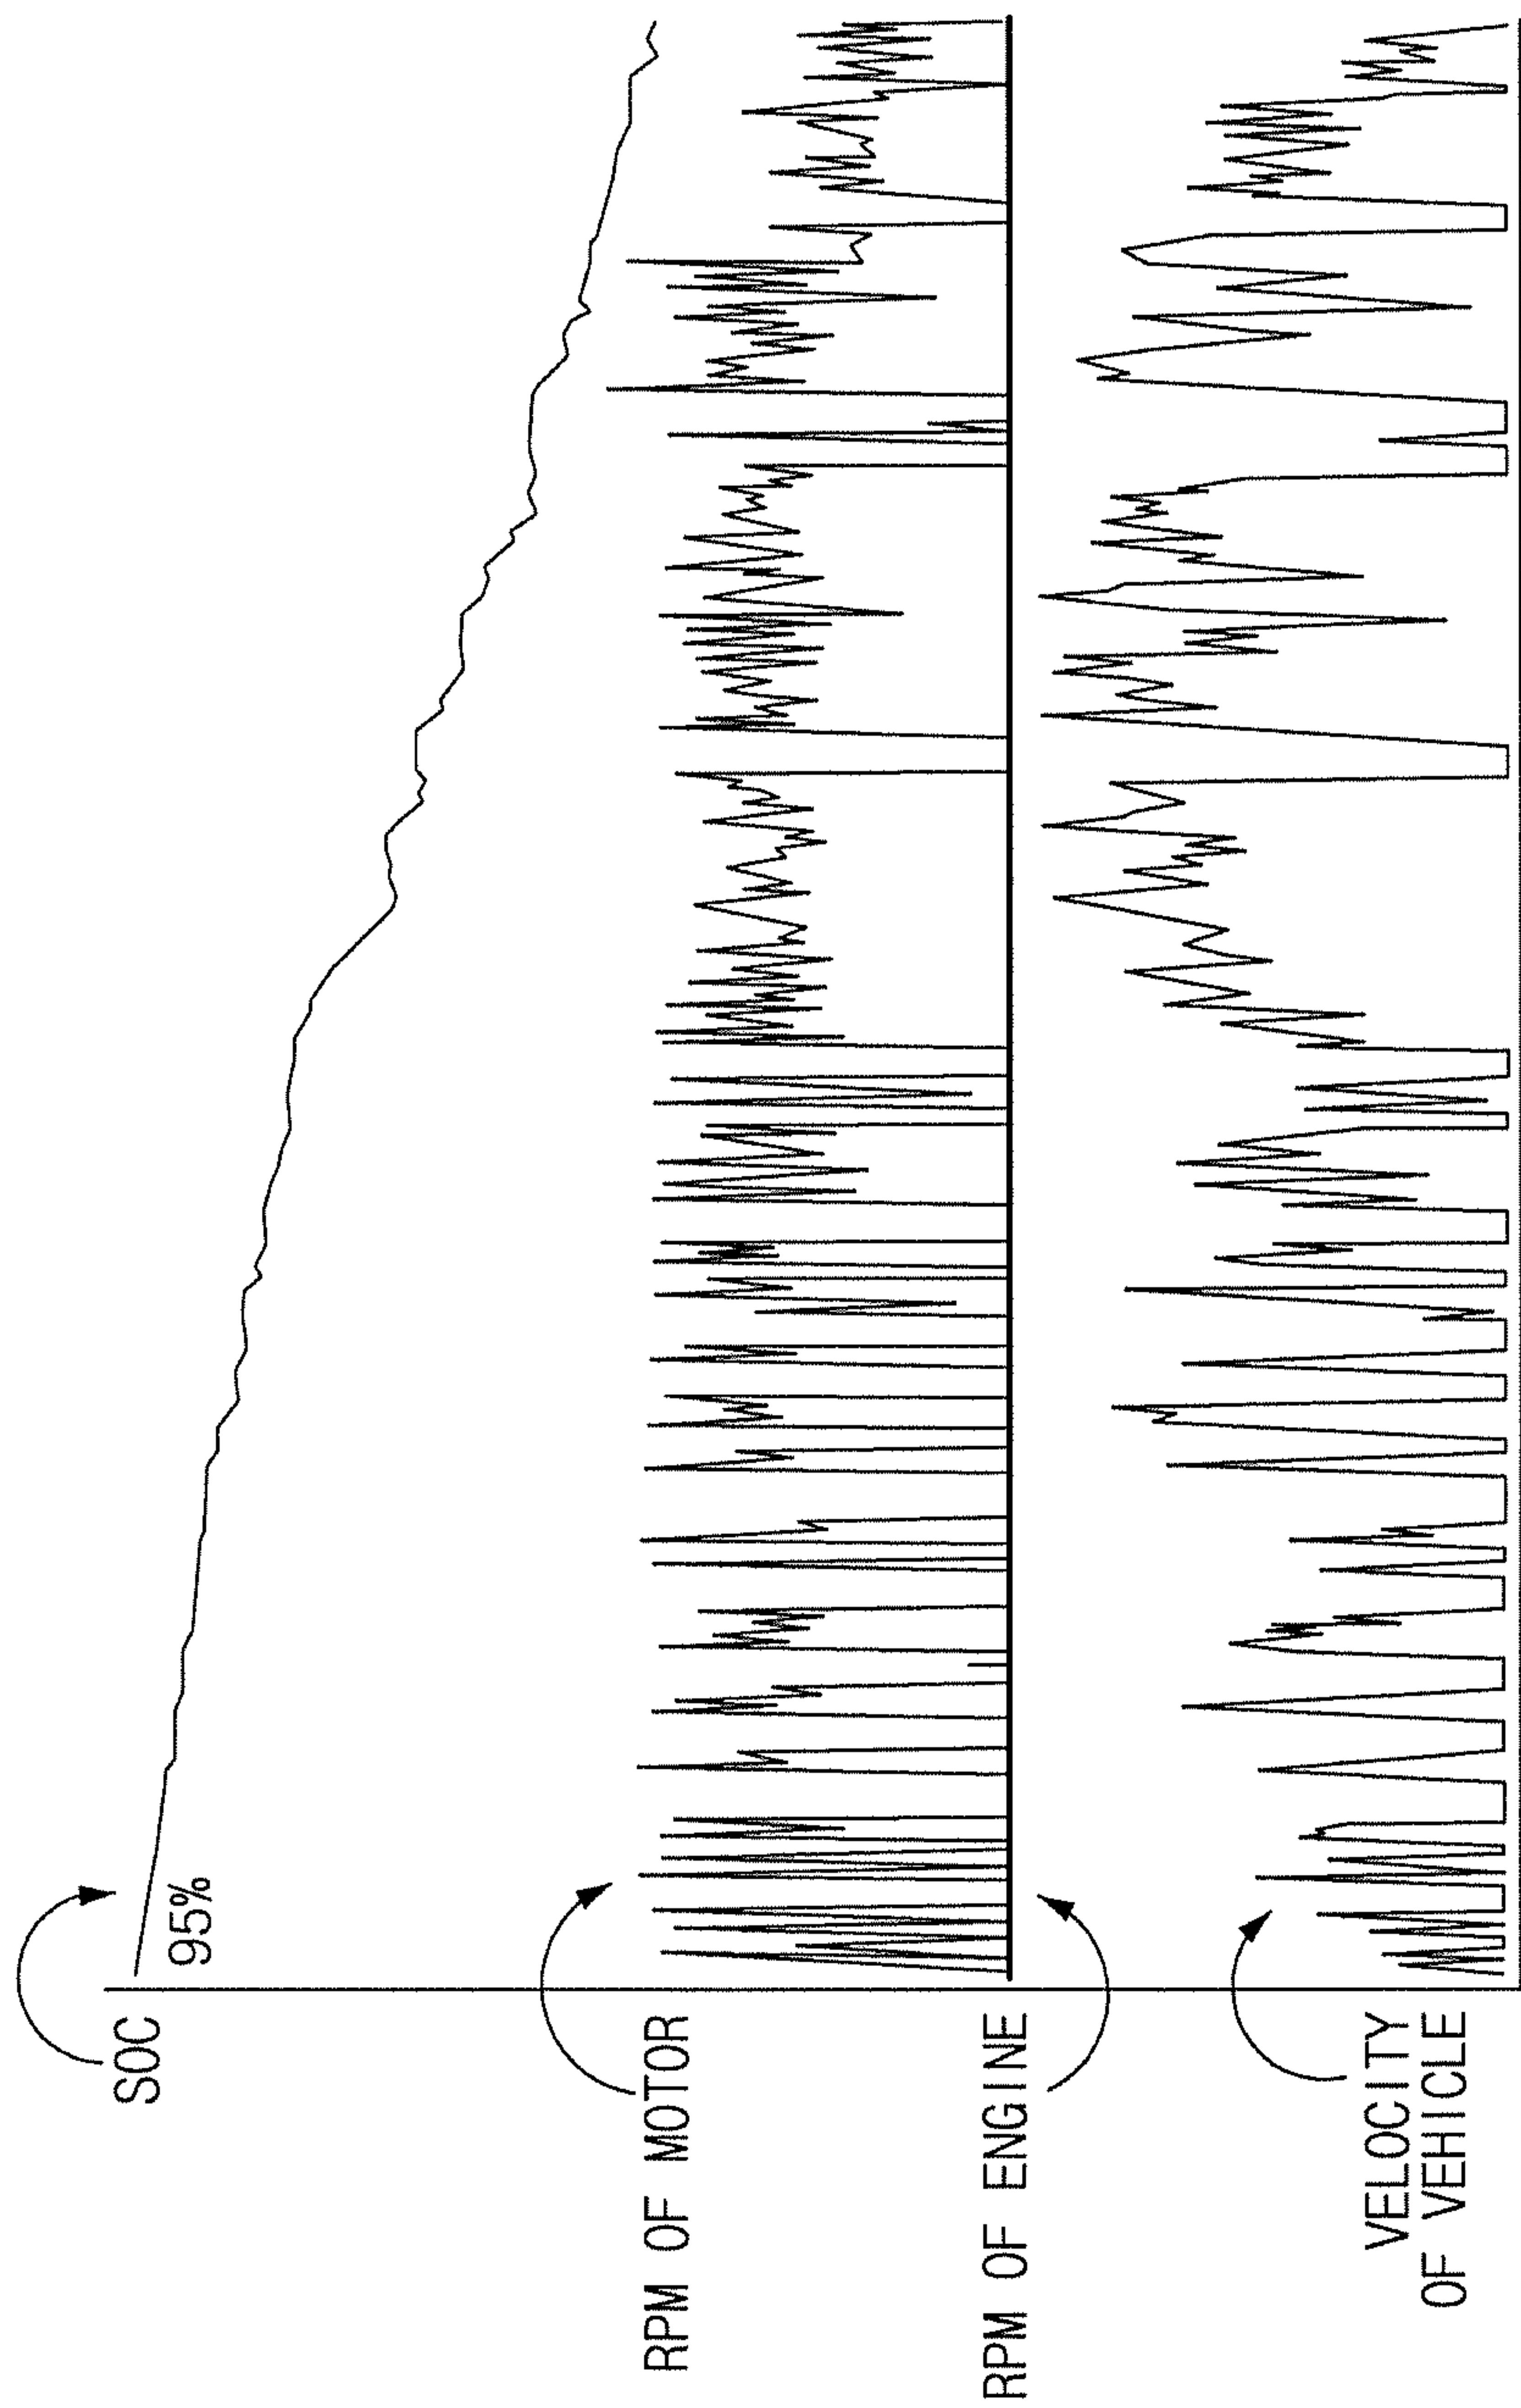 SOC
95%
RPM OF MOTOR
RPM OF ENGINE
VELOCITY
OF VEHICLE